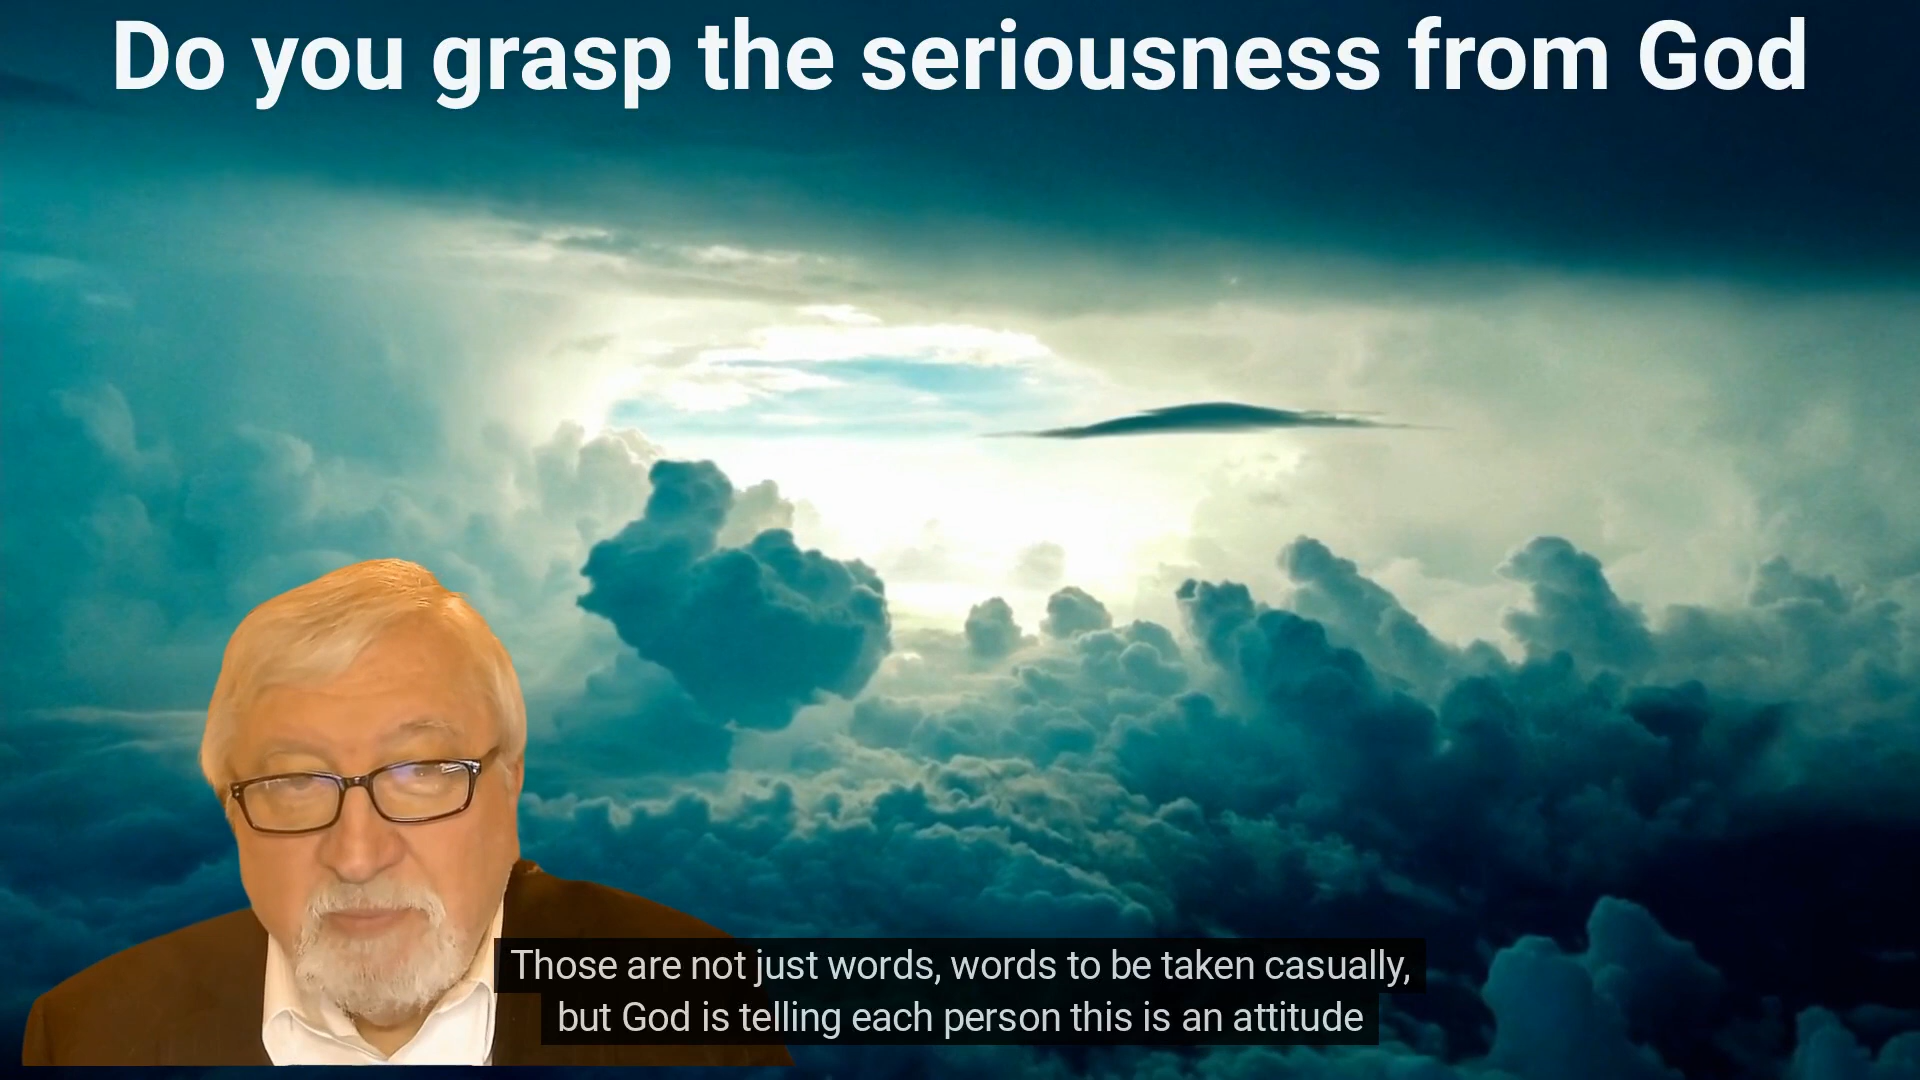 Do you grasp the seriousness from God
Those are not just words, words to be taken casually,
but God is telling each person this is an attitude